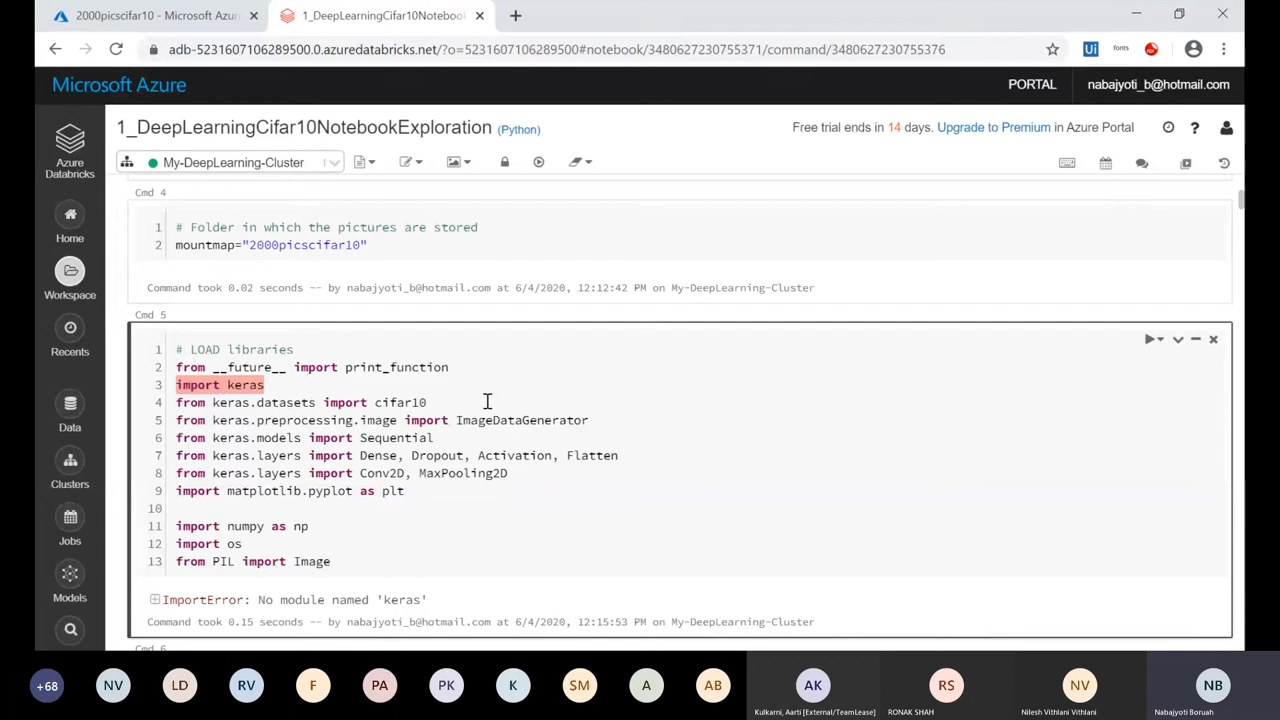 2000picscifar10 - Microsoft Azu
1_DeepLearningCifar10Notebook
adb-5231607106289500.0.azuredatabricks.net/?o=5231607106289500#notebook/3480627230755371/command/3480627230755376
Ui
fonts
Microsoft Azure
PORTAL
nabajyoti_b@hotmail.com
1_DeepLearningCifar10NotebookExploration (Python)
Free trial ends in 14 days. Upgrade to Premium in Azure Portal
?
My-DeepLearning-Cluster
Azure
Databricks
Home
Workspace
Recents
Data
Clusters
Jobs
Models
Cmd 4
1 # Folder in which the pictures are stored
2 mountmap="2000picscifar10"
Command took 0.02 seconds -- by nabajyoti_b@hotmail.com at 6/4/2020, 12:12:42 PM on My-DeepLearning-Cluster
Cmd 5
1 # LOAD libraries
2 from __future__ import print_function
3 import keras
4 from keras.datasets import cifar10
5 from keras.preprocessing.image import ImageDataGenerator
6 from keras.models import Sequential
7 from keras.layers import Dense, Dropout, Activation, Flatten
8 from keras.layers import Conv2D, MaxPooling2D
9 import matplotlib.pyplot as plt
10
11 import numpy as np
12 import os
13 from PIL import Image
ImportError: No module named 'keras'
Command took 0.15 seconds -- by nabajyoti_b@hotmail.com at 6/4/2020, 12:15:53 PM on My-DeepLearning-Cluster
Cmd 6
+68
NV
LD
RV
F
PA
PK
K
SM
A
AB
AK
RS
NV
NB
Kulkarni, Aarti [External/TeamLease]
RONAK SHAH
Nilesh Vithlani Vithlani
Nabajyoti Boruah